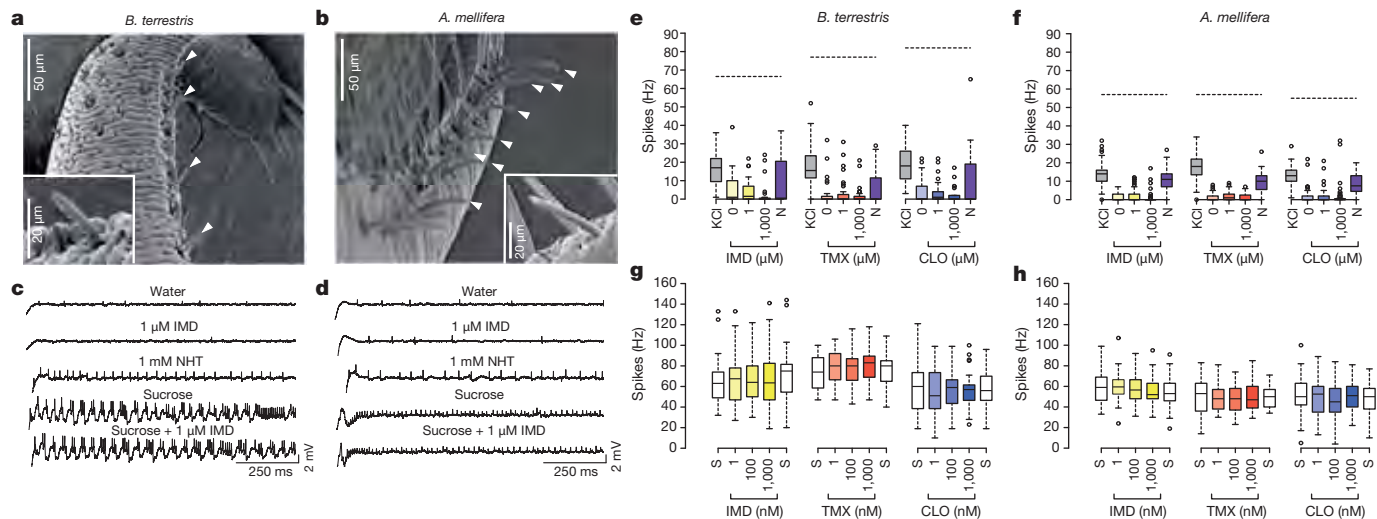 a
B. terrestris
50 µm
20 µm
b
A. mellifera
50 µm
20 µm
c
Water
1 µM IMD
1 mM NHT
Sucrose
Sucrose + 1 µM IMD
250 ms
2 mV
d
Water
1 µM IMD
1 mM NHT
Sucrose
Sucrose + 1 µM IMD
250 ms
2 mV
e
B. terrestris
Spikes (Hz)
90
80
70
60
50
40
30
20
10
0
KCl 0 1 1,000 N
KCl 0 1 1,000 N
KCl 0 1 1,000 N
IMD (µM) TMX (µM) CLO (µM)
f
A. mellifera
Spikes (Hz)
90
80
70
60
50
40
30
20
10
0
KCl 0 1 1,000 N
KCl 0 1 1,000 N
KCl 0 1 1,000 N
IMD (µM) TMX (µM) CLO (µM)
g
Spikes (Hz)
160
140
120
100
80
60
40
20
0
S 1 100 1,000 S
S 1 100 1,000 S
S 1 100 1,000 S
IMD (nM) TMX (nM) CLO (nM)
h
Spikes (Hz)
160
140
120
100
80
60
40
20
0
S 1 100 1,000 S
S 1 100 1,000 S
S 1 100 1,000 S
IMD (nM) TMX (nM) CLO (nM)